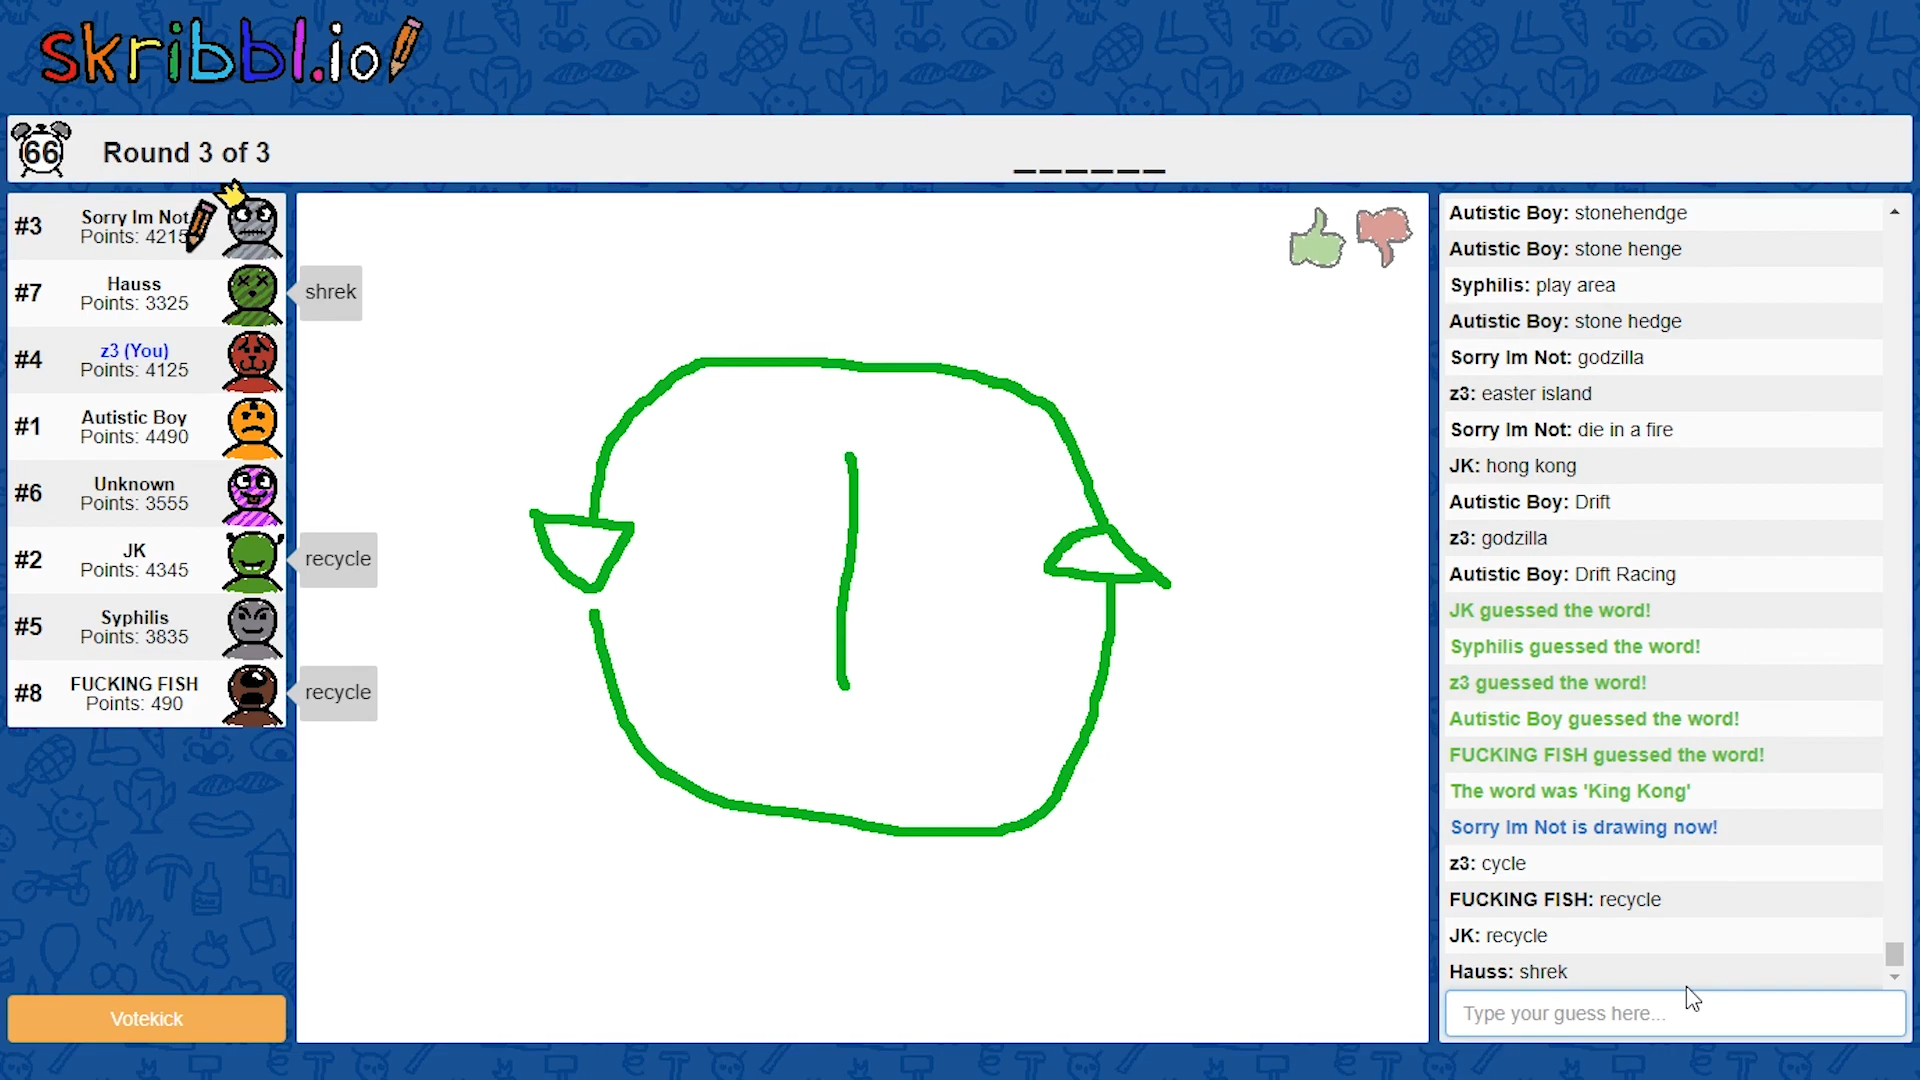 skribbl.io
66
Round 3 of 3
______
#3
Sorry Im Not
Points: 4215
#7
Hauss
Points: 3325
shrek
#4
z3 (You)
Points: 4125
#1
Autistic Boy
Points: 4490
#6
Unknown
Points: 3555
#2
JK
Points: 4345
recycle
#5
Syphilis
Points: 3835
#8
FUCKING FISH
Points: 490
recycle
Votekick
Autistic Boy: stonehendge
Autistic Boy: stone henge
Syphilis: play area
Autistic Boy: stone hedge
Sorry Im Not: godzilla
z3: easter island
Sorry Im Not: die in a fire
JK: hong kong
Autistic Boy: Drift
z3: godzilla
Autistic Boy: Drift Racing
JK guessed the word!
Syphilis guessed the word!
z3 guessed the word!
Autistic Boy guessed the word!
FUCKING FISH guessed the word!
The word was 'King Kong'
Sorry Im Not is drawing now!
z3: cycle
FUCKING FISH: recycle
JK: recycle
Hauss: shrek
Type your guess here...